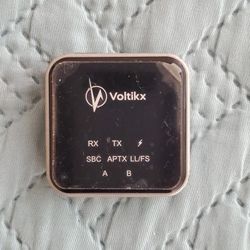 Voltikx
RX TX ⚡
SBC APTX LL/FS
A B